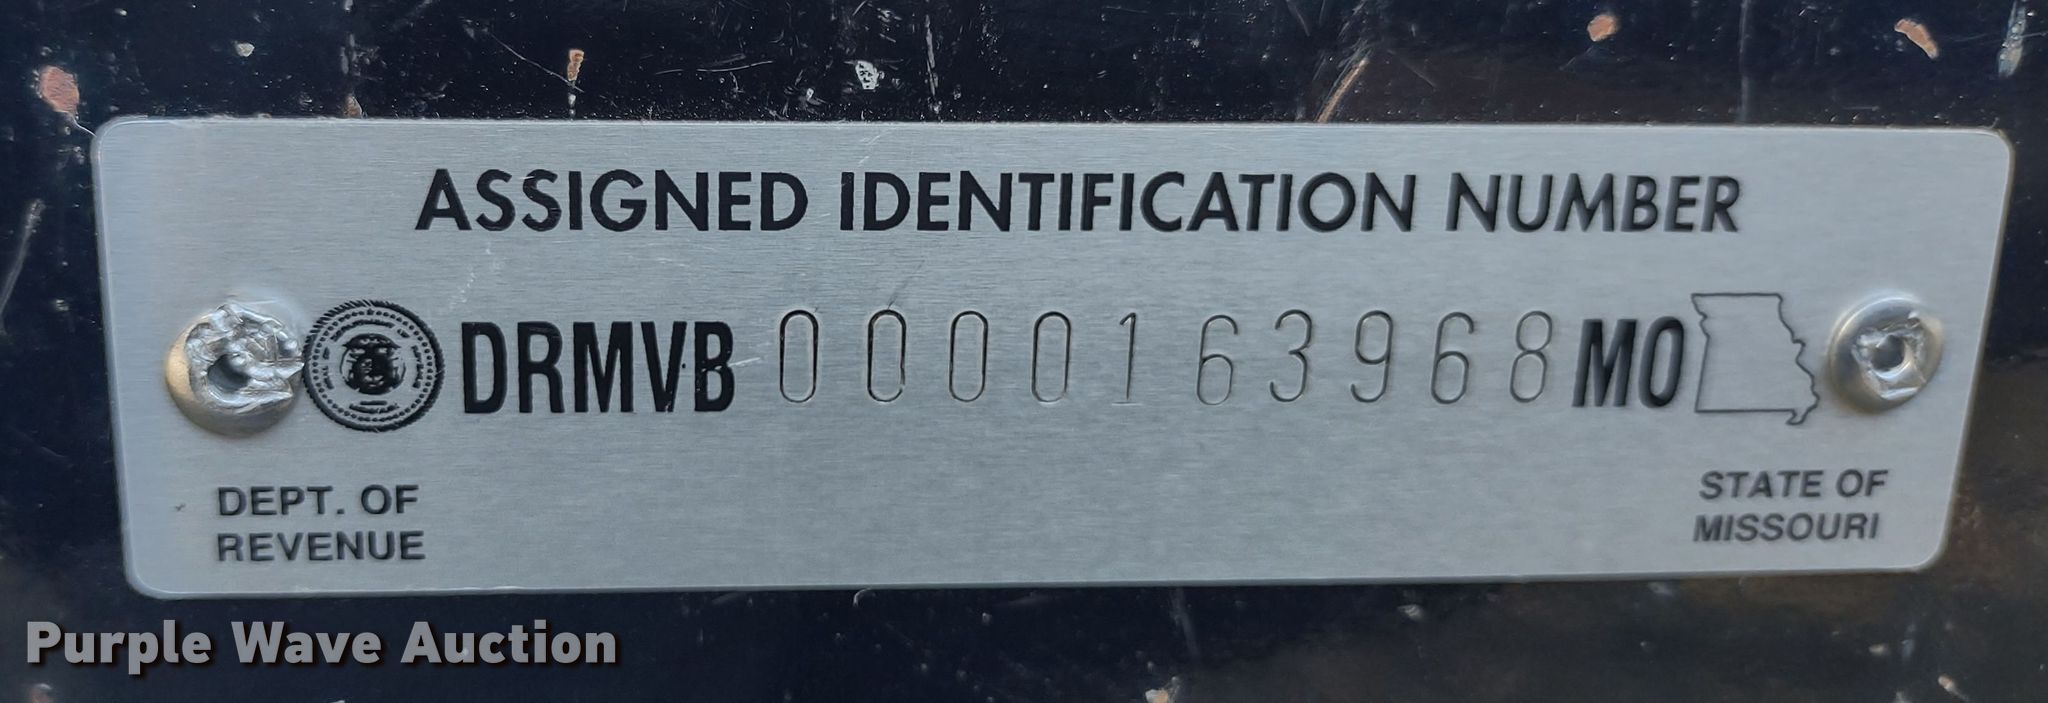 ASSIGNED IDENTIFICATION NUMBER
DRMVB 0000163968 MO
DEPT. OF
REVENUE
STATE OF
MISSOURI
Purple Wave Auction